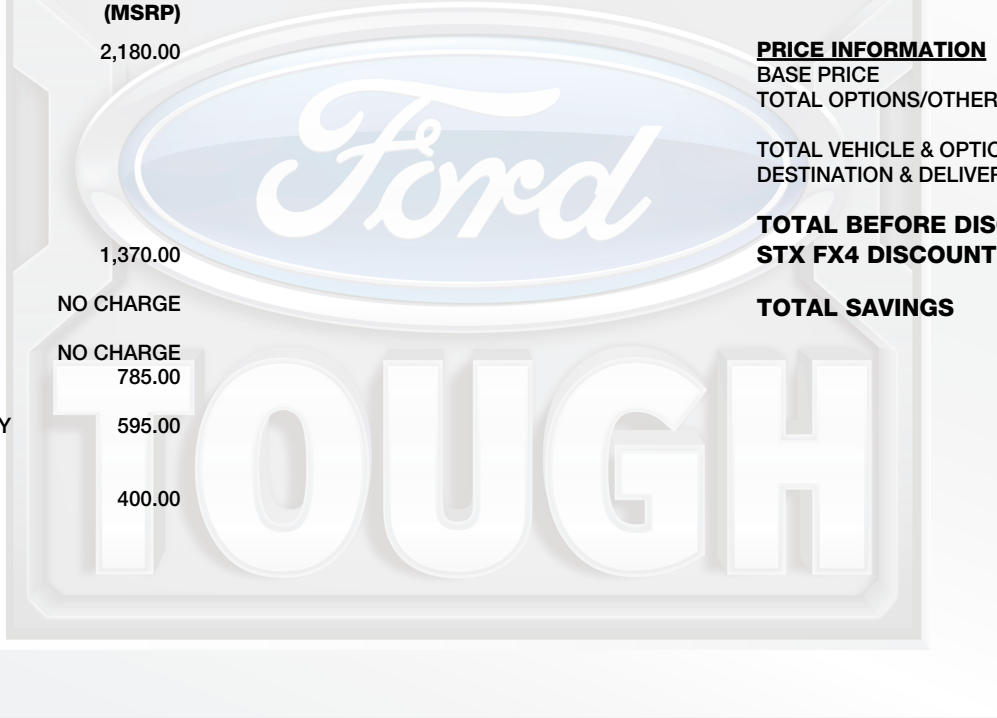 (MSRP)
2,180.00
1,370.00
NO CHARGE
NO CHARGE
785.00
Y 595.00
400.00
PRICE INFORMATION
BASE PRICE
TOTAL OPTIONS/OTHER
TOTAL VEHICLE & OPTIO
DESTINATION & DELIVER
TOTAL BEFORE DIS
STX FX4 DISCOUNT
TOTAL SAVINGS
Ford
TOUGH